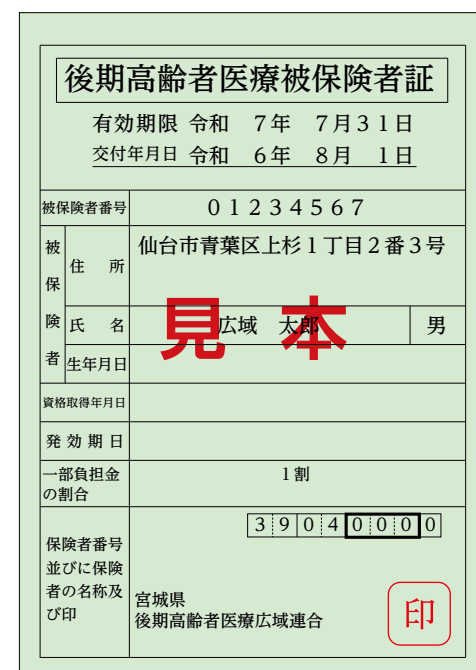 後期高齢者医療被保険者証
有効期限 令和 7年 7月31日
交付年月日 令和 6年 8月 1日
被保険者番号 01234567
被保険者
住所 仙台市青葉区上杉1丁目2番3号
氏名 広域 太郎 男
見本
生年月日
資格取得年月日
発効期日
一部負担金
の割合
1割
保険者番号
並びに保険
者の名称及
び印
39040000
宮城県
後期高齢者医療広域連合
印